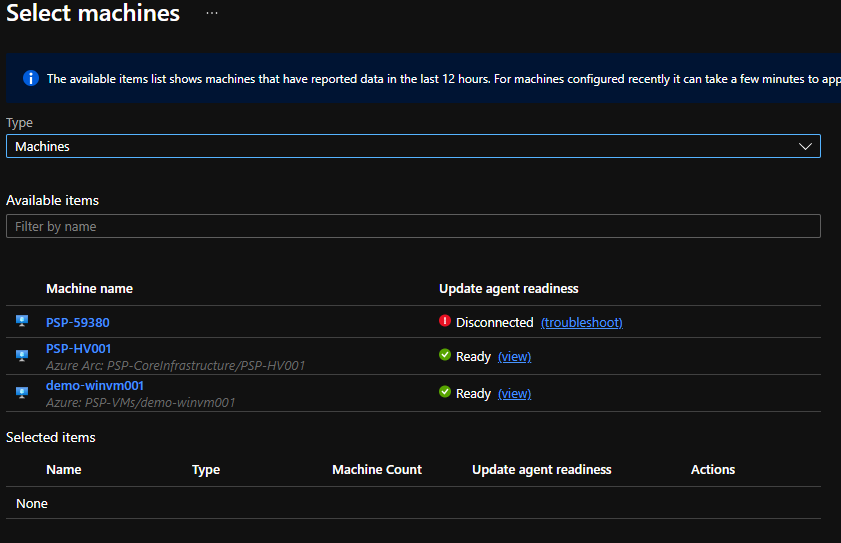 Select machines ...
The available items list shows machines that have reported data in the last 12 hours. For machines configured recently it can take a few minutes to app
Type
Machines
Available items
Filter by name
Machine name Update agent readiness
PSP-59380 Disconnected (troubleshoot)
PSP-HV001
Azure Arc: PSP-CoreInfrastructure/PSP-HV001
Ready (view)
demo-winvm001
Azure: PSP-VMs/demo-winvm001
Ready (view)
Selected items
Name Type Machine Count Update agent readiness Actions
None